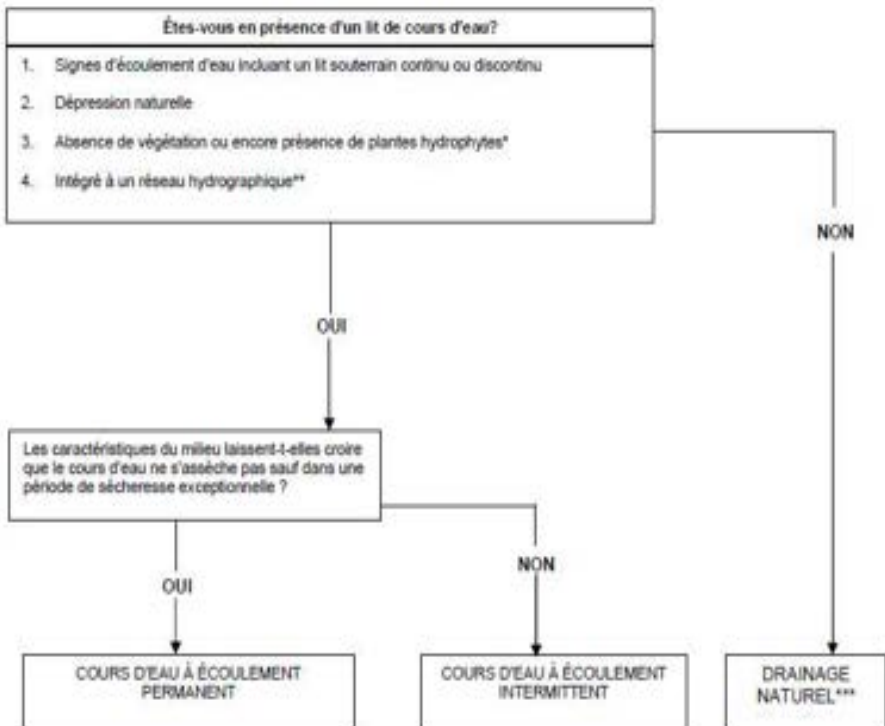 Êtes-vous en présence d'un lit de cours d'eau?
1. Signes d'écoulement d'eau incluant un lit souterrain continu ou discontinu
2. Dépression naturelle
3. Absence de végétation ou encore présence de plantes hydrophytes*
4. Intégré à un réseau hydrographique**
NON
OUI
Les caractéristiques du milieu laissent-t-elles croire
que le cours d'eau ne s'assèche pas sauf dans une
période de sécheresse exceptionnelle ?
NON
OUI
COURS D'EAU À ÉCOULEMENT
PERMANENT
COURS D'EAU À ÉCOULEMENT
INTERMITTENT
DRAINAGE
NATUREL***